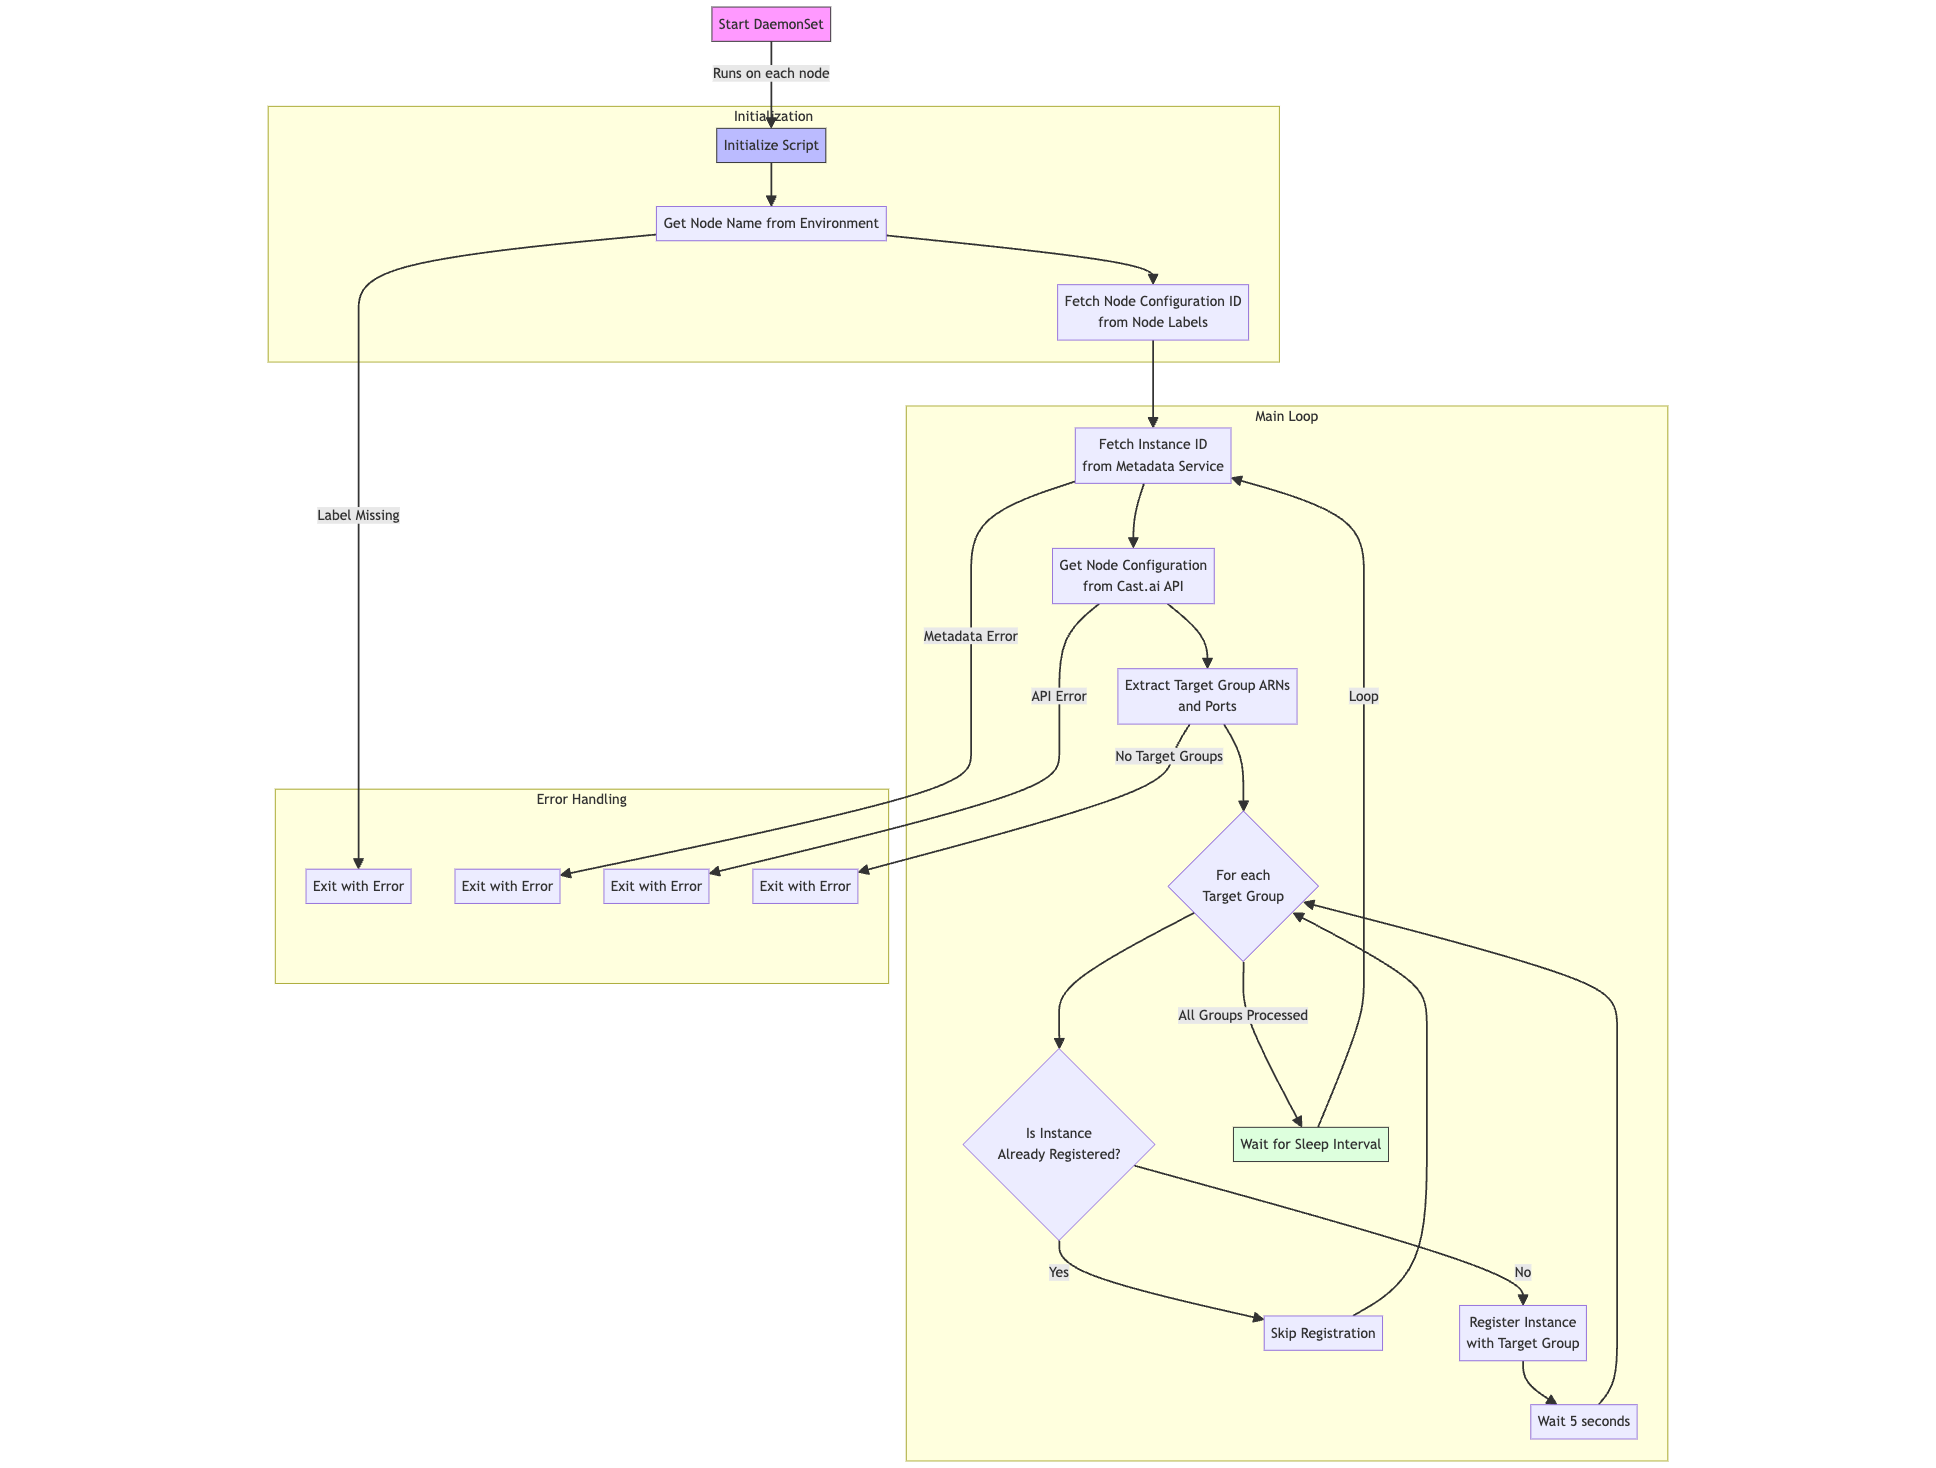 Start DaemonSet
Runs on each node
Initialization
Initialize Script
Get Node Name from Environment
Fetch Node Configuration ID
from Node Labels
Main Loop
Fetch Instance ID
from Metadata Service
Label Missing
Get Node Configuration
from Cast.ai API
Metadata Error
API Error
Extract Target Group ARNs
and Ports
Loop
No Target Groups
Error Handling
Exit with Error
Exit with Error
Exit with Error
Exit with Error
For each
Target Group
All Groups Processed
Is Instance
Already Registered?
Wait for Sleep Interval
Yes
No
Skip Registration
Register Instance
with Target Group
Wait 5 seconds